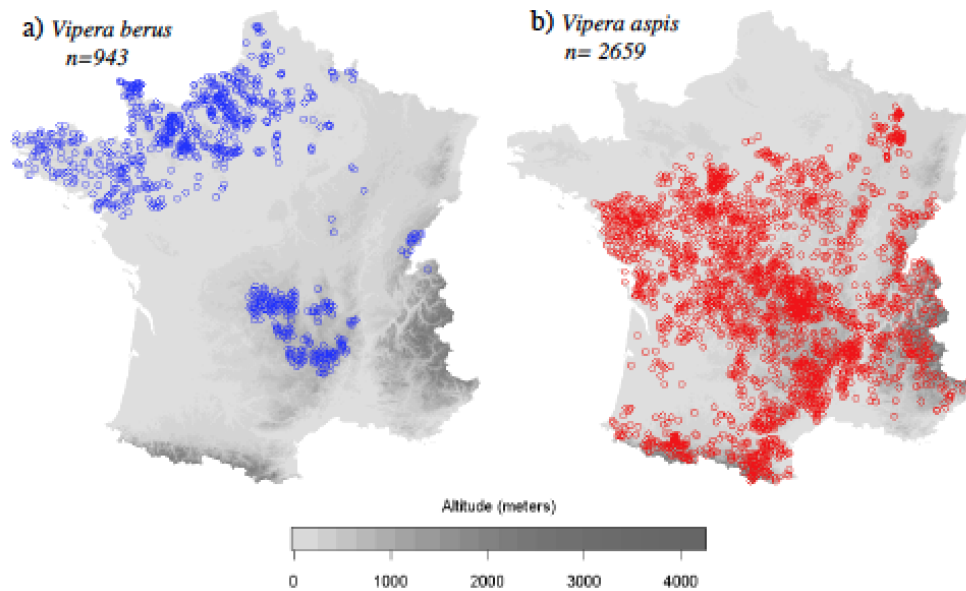 a) Vipera berus
n=943
b) Vipera aspis
n= 2659
Altitude (meters)
0 1000 2000 3000 4000